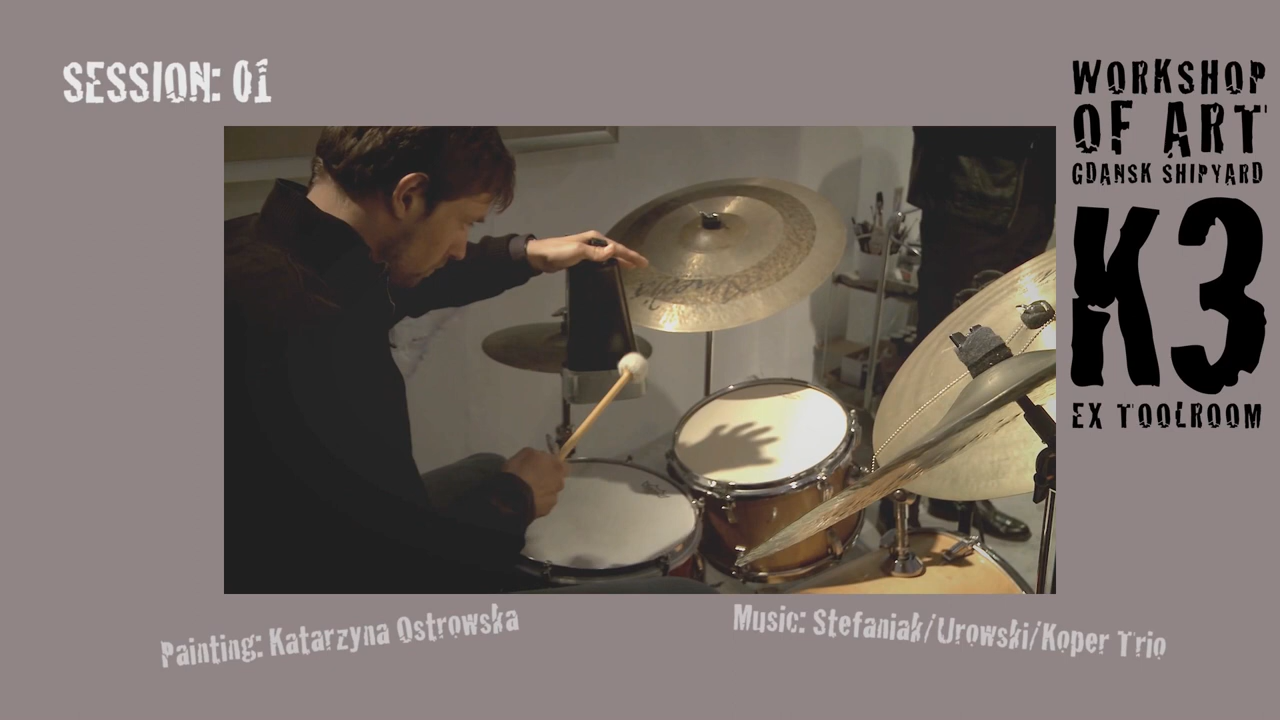 SESSION: 01
WORKSHOP
OF ART
GDANSK SHIPYARD
K3
EX TOOLROOM
Painting: Katarzyna Ostrowska
Music: Stefaniak/Urowski/Koper Trio